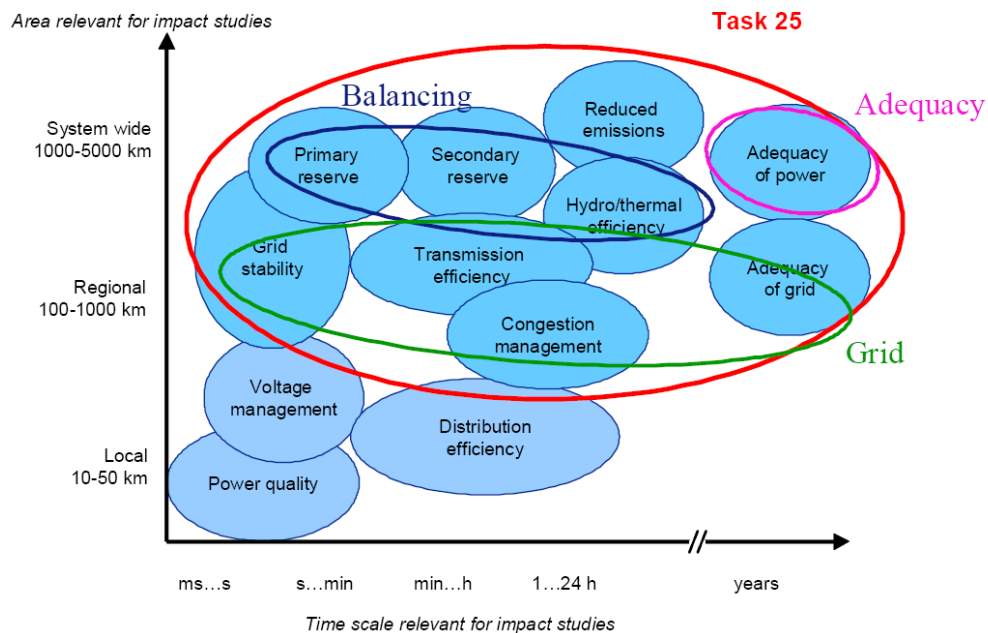 Area relevant for impact studies
Task 25
Balancing
Adequacy
System wide
1000-5000 km
Reduced
emissions
Primary
reserve
Secondary
reserve
Adequacy
of power
Hydro/thermal
efficiency
Grid
stability
Transmission
efficiency
Adequacy
of grid
Regional
100-1000 km
Congestion
management
Grid
Voltage
management
Distribution
efficiency
Local
10-50 km
Power quality
ms...s
s...min
min...h
1...24 h
years
Time scale relevant for impact studies